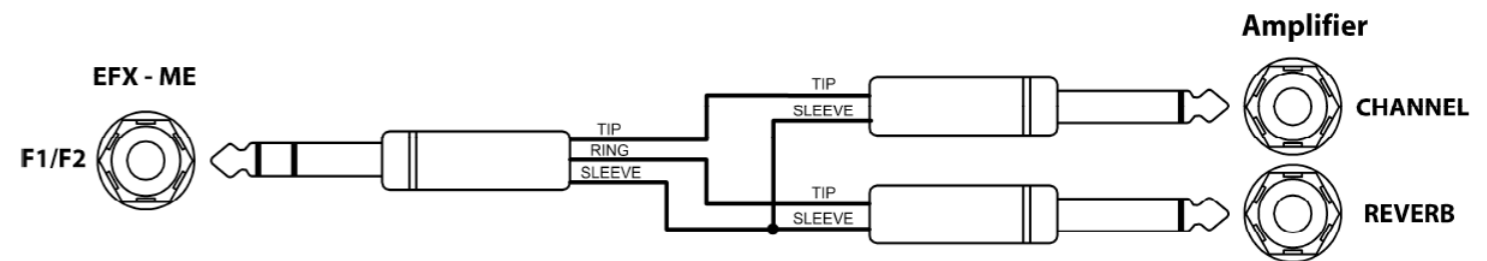 Amplifier
EFX - ME
F1/F2
TIP
RING
SLEEVE
TIP
SLEEVE
CHANNEL
TIP
SLEEVE
REVERB